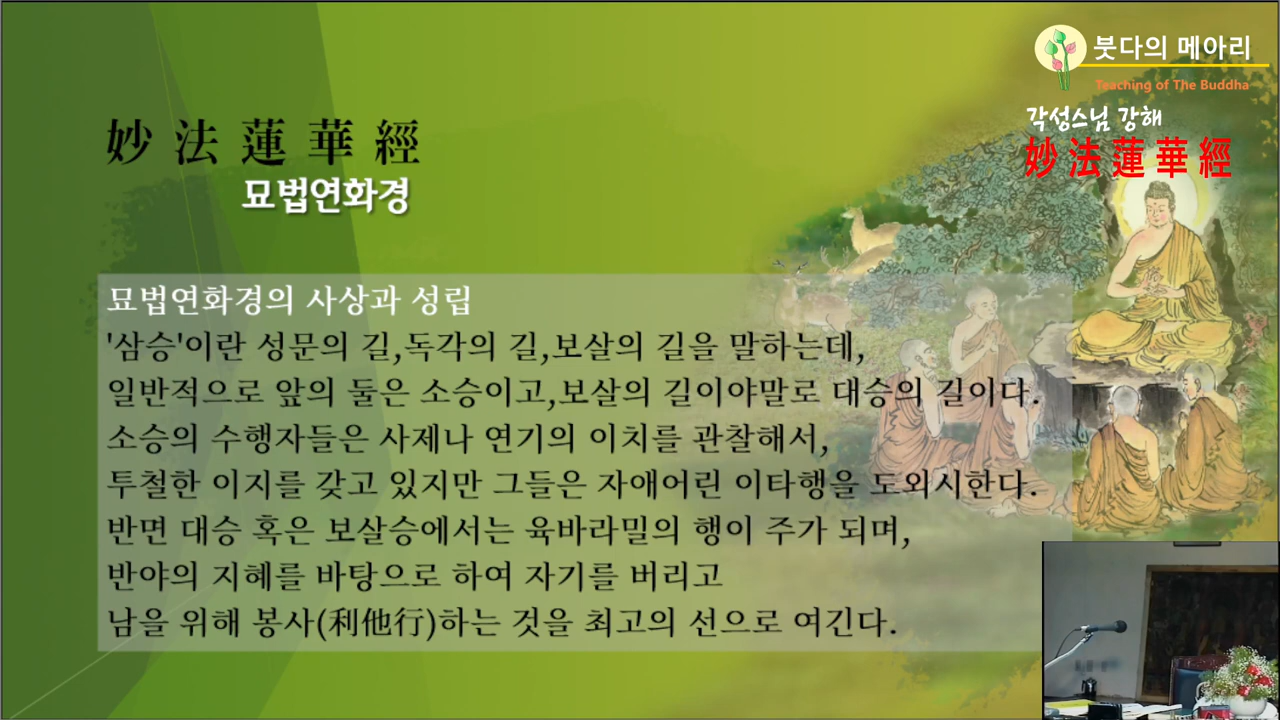 붓다의 메아리
Teaching of The Buddha
각성스님 강해
妙法蓮華經
妙法蓮華經
묘법연화경
묘법연화경의 사상과 성립
'삼승'이란 성문의 길,독각의 길,보살의 길을 말하는데,
일반적으로 앞의 둘은 소승이고,보살의 길이야말로 대승의 길이다.
소승의 수행자들은 사제나 연기의 이치를 관찰해서,
투철한 이지를 갖고 있지만 그들은 자애어린 이타행을 도외시한다.
반면 대승 혹은 보살승에서는 육바라밀의 행이 주가 되며,
반야의 지혜를 바탕으로 하여 자기를 버리고
남을 위해 봉사(利他行)하는 것을 최고의 선으로 여긴다.